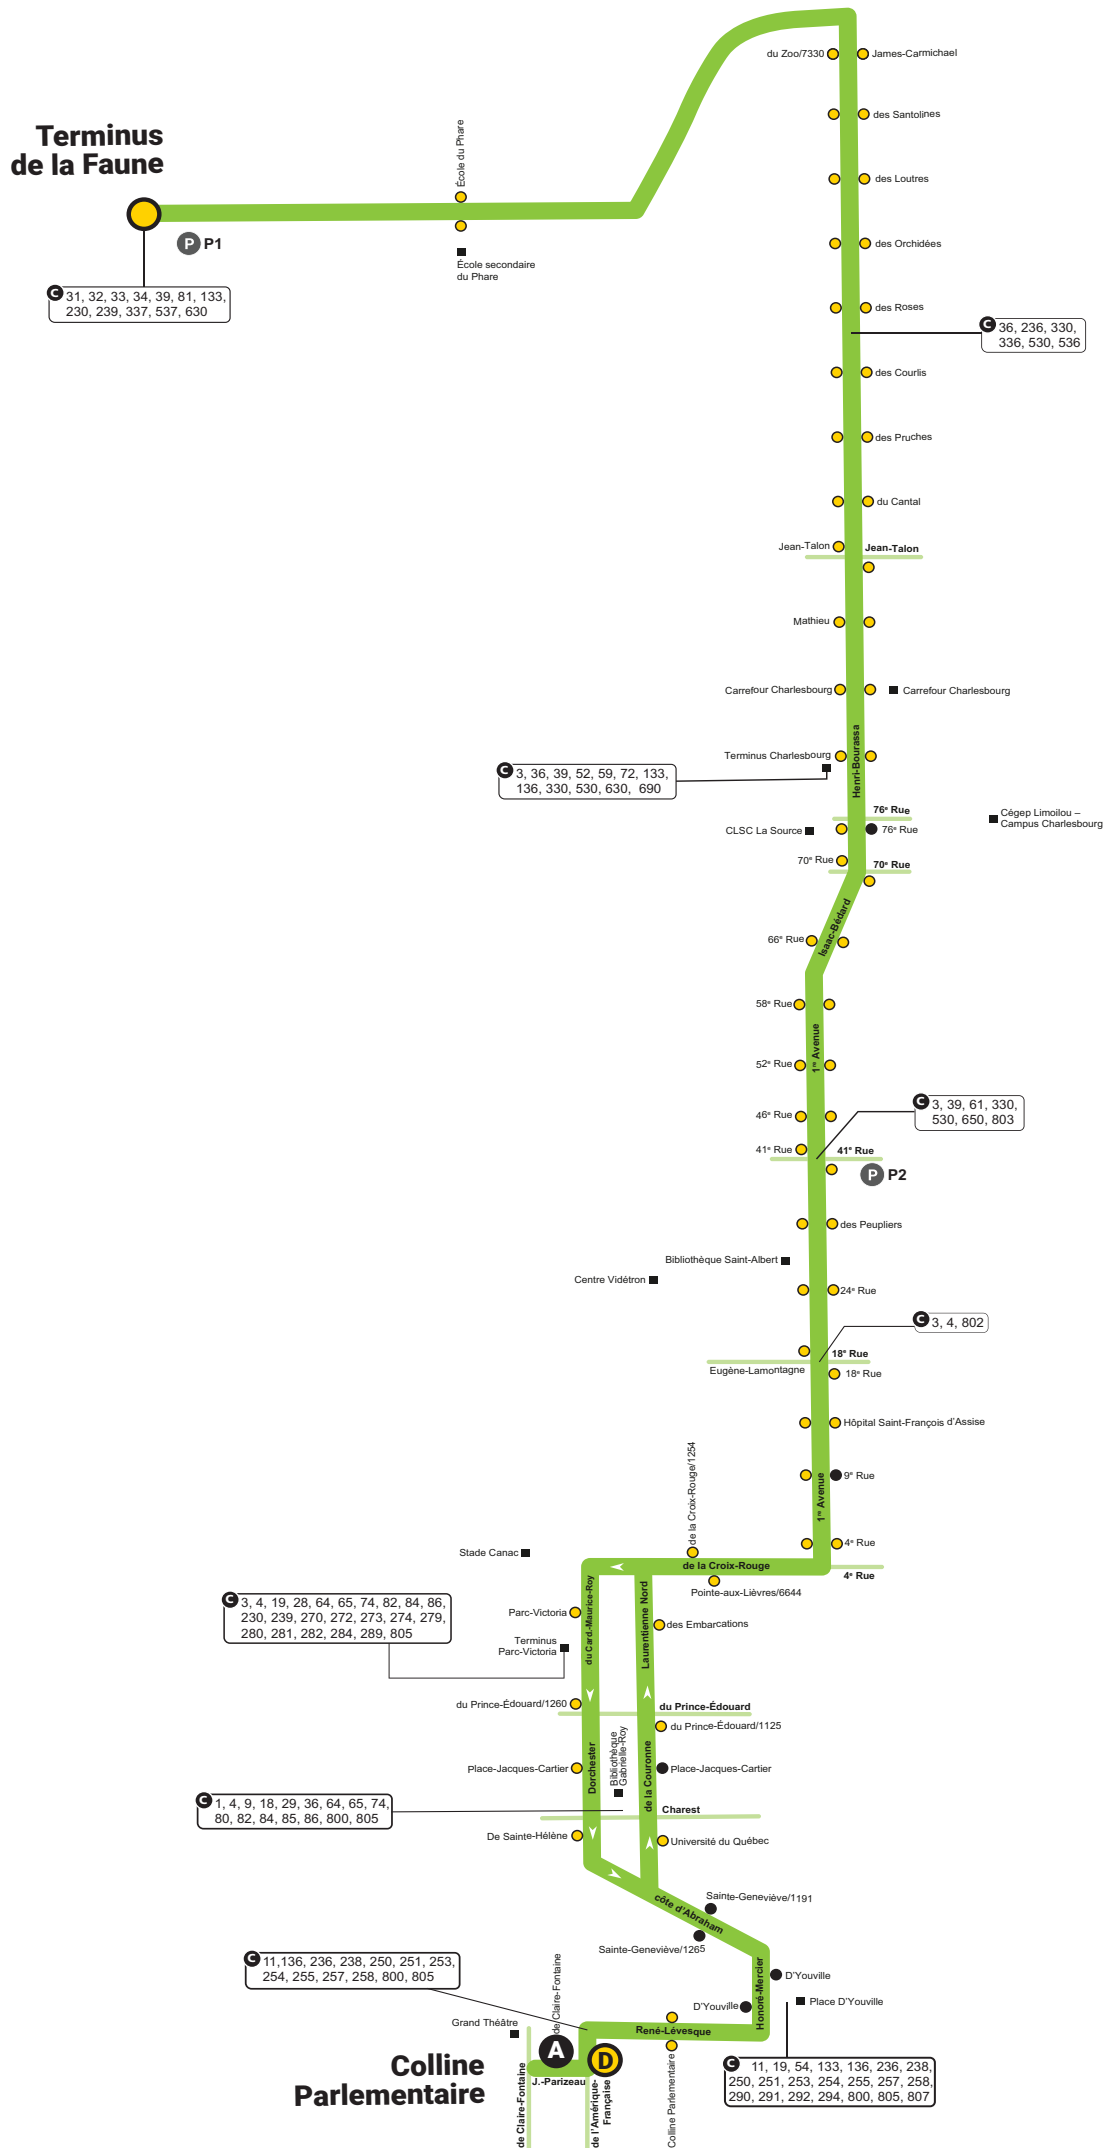 du Zoo/7330
James-Carmichael
des Santolines
Terminus
de la Faune
École du Phare
des Loutres
P P1
des Orchidées
École secondaire
du Phare
C 31, 32, 33, 34, 39, 81, 133,
230, 239, 337, 537, 630
des Roses
C 36, 236, 330,
336, 530, 536
des Courlis
des Pruches
du Cantal
Jean-Talon
Jean-Talon
Mathieu
Carrefour Charlesbourg
Carrefour Charlesbourg
Terminus Charlesbourg
Henri-Bourassa
C 3, 36, 39, 52, 59, 72, 133,
136, 330, 530, 630, 690
76e Rue
Cégep Limoilou –
Campus Charlesbourg
CLSC La Source
76e Rue
70e Rue
70e Rue
Isaac-Bédard
66e Rue
58e Rue
1re Avenue
52e Rue
46e Rue
C 3, 39, 61, 330,
530, 650, 803
41e Rue
41e Rue
P P2
des Peupliers
Bibliothèque Saint-Albert
Centre Vidétron
24e Rue
C 3, 4, 802
18e Rue
Eugène-Lamontagne
18e Rue
Hôpital Saint-François d'Assise
9e Rue
1re Avenue
de la Croix-Rouge/1254
4e Rue
Stade Canac
de la Croix-Rouge
4e Rue
Pointe-aux-Lièvres/6644
C 3, 4, 19, 28, 64, 65, 74, 82, 84, 86,
230, 239, 270, 272, 273, 274, 279,
280, 281, 282, 284, 289, 805
Parc-Victoria
du Card.-Maurice-Roy
Laurentienne Nord
des Embarcations
Terminus
Parc-Victoria
du Prince-Édouard/1260
du Prince-Édouard
du Prince-Édouard/1125
Bibliothèque
Gabrielle-Roy
Place-Jacques-Cartier
Dorchester
de la Couronne
Place-Jacques-Cartier
C 1, 4, 9, 18, 29, 36, 64, 65, 74,
80, 82, 84, 85, 86, 800, 805
Charest
De Sainte-Hélène
Université du Québec
Sainte-Geneviève/1191
côte d'Abraham
Sainte-Geneviève/1265
C 11,136, 236, 238, 250, 251, 253,
254, 255, 257, 258, 800, 805
D'Youville
de/Claire-Fontaine
Honoré-Mercier
D'Youville
Place D'Youville
Grand Théâtre
René-Lévesque
A
D
Colline
Parlementaire
J.-Parizeau
de Claire-Fontaine
de l'Amérique-
Française
Colline Parlementaire
C 11, 19, 54, 133, 136, 236, 238,
250, 251, 253, 254, 255, 257, 258,
290, 291, 292, 294, 800, 805, 807